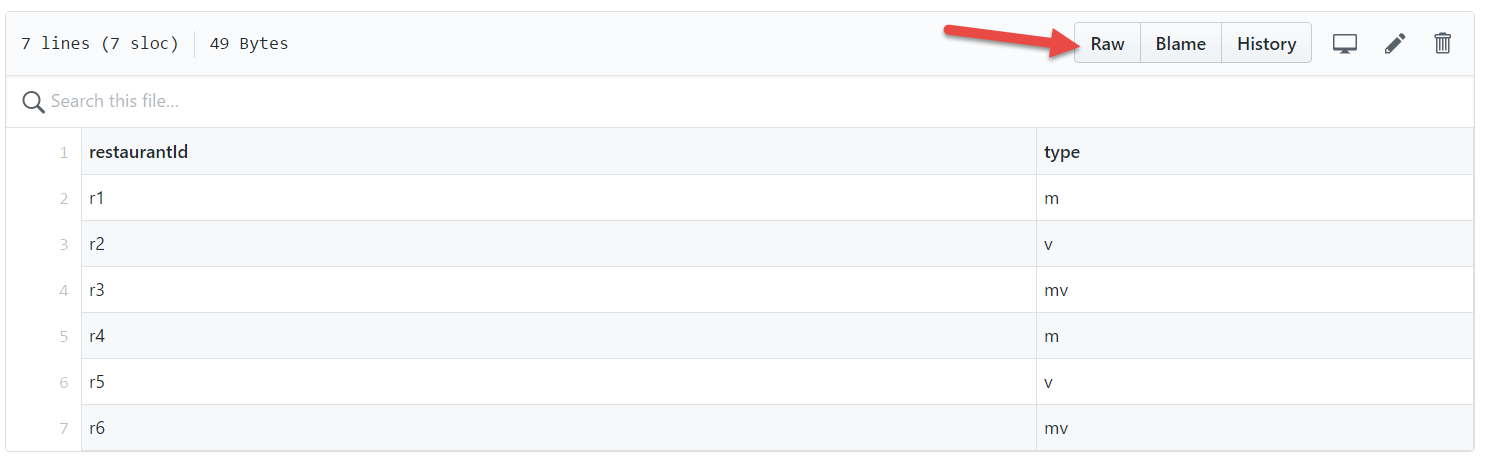 7 lines (7 sloc) 49 Bytes Raw Blame History
Search this file...
1 restaurantId type
2 r1 m
3 r2 v
4 r3 mv
5 r4 m
6 r5 v
7 r6 mv